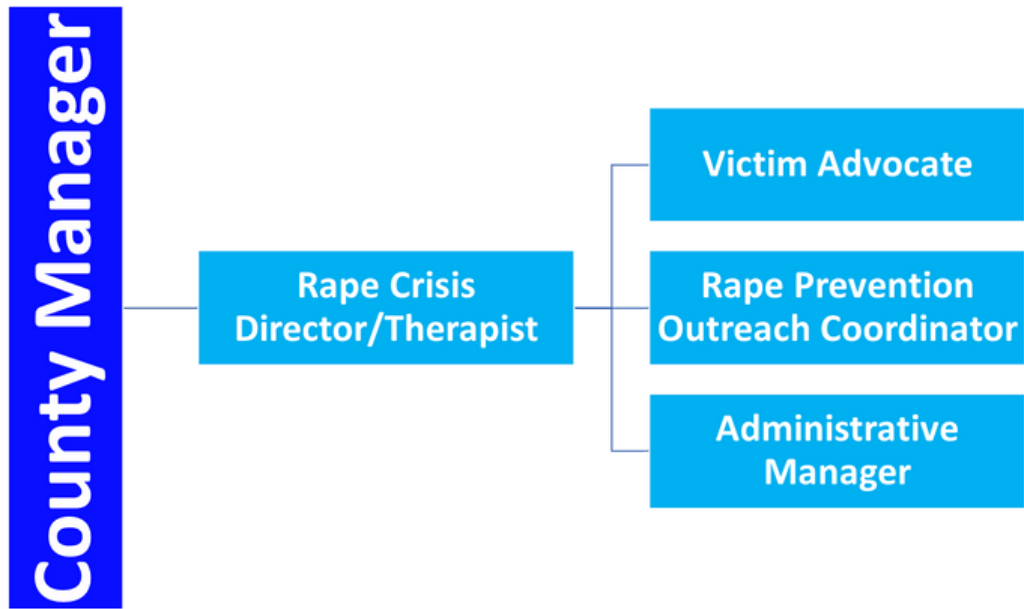 County Manager
Rape Crisis
Director/Therapist
Victim Advocate
Rape Prevention
Outreach Coordinator
Administrative
Manager